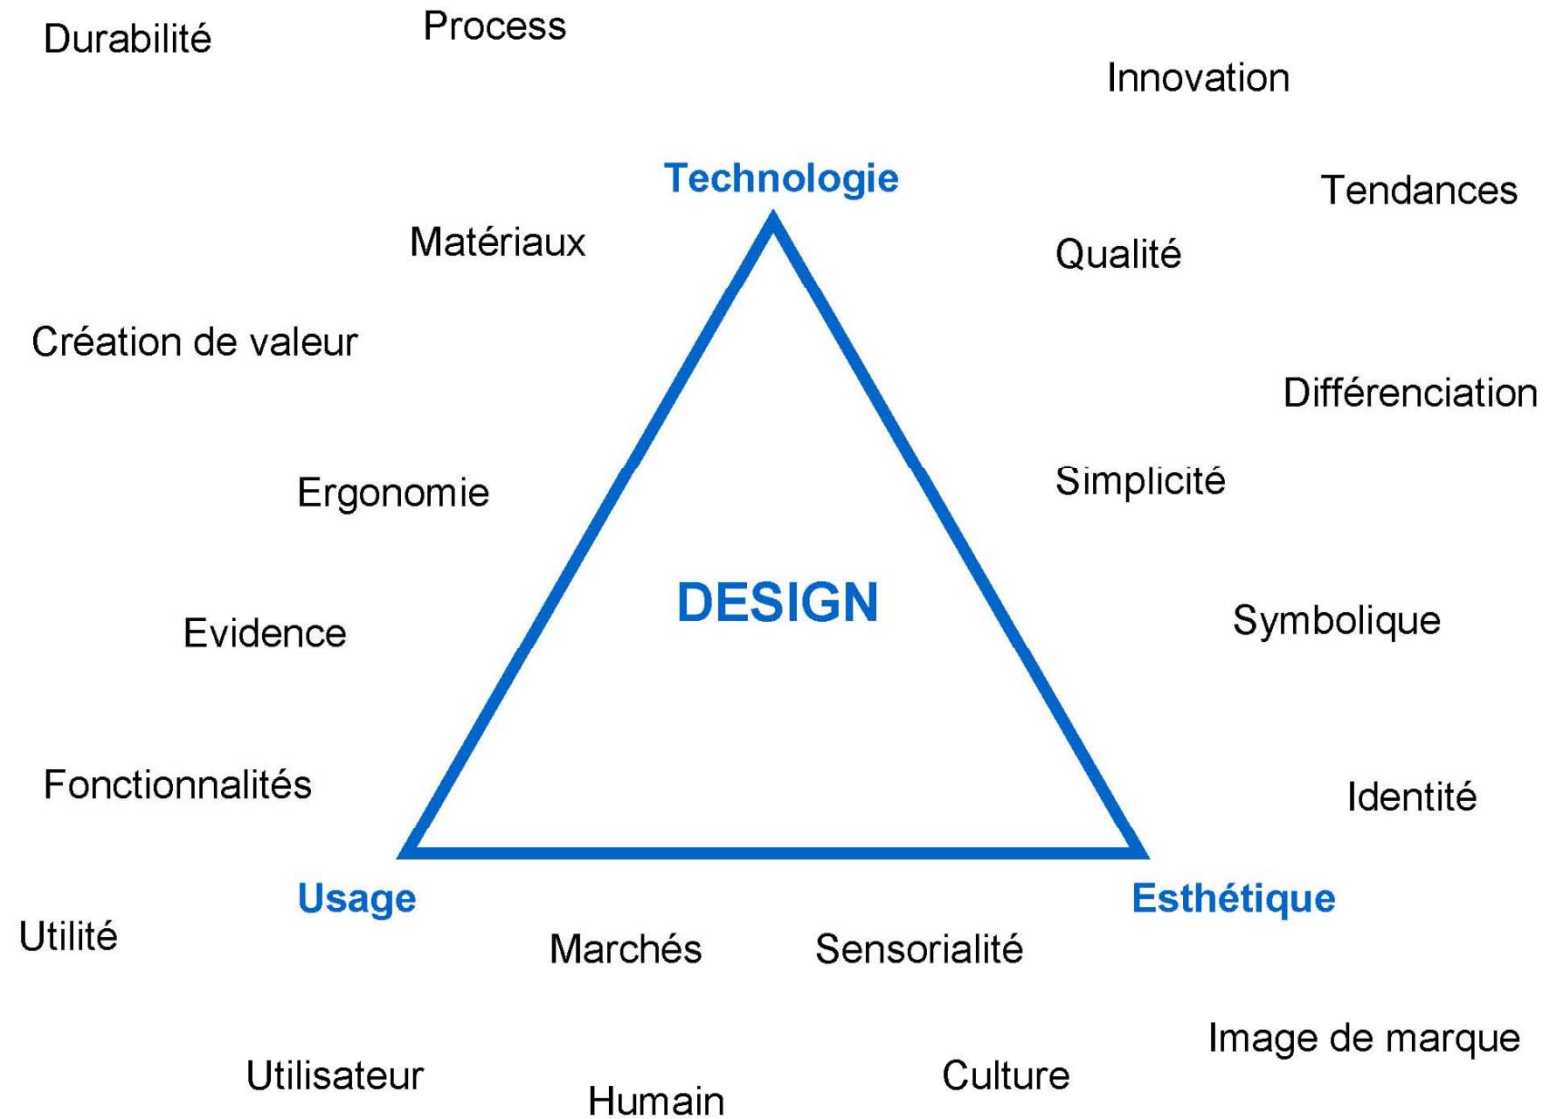 Durabilité
Process
Innovation
Technologie
Tendances
Matériaux
Qualité
Création de valeur
Différenciation
Ergonomie
Simplicité
DESIGN
Evidence
Symbolique
Fonctionnalités
Identité
Usage
Esthétique
Utilité
Marchés
Sensorialité
Image de marque
Utilisateur
Culture
Humain